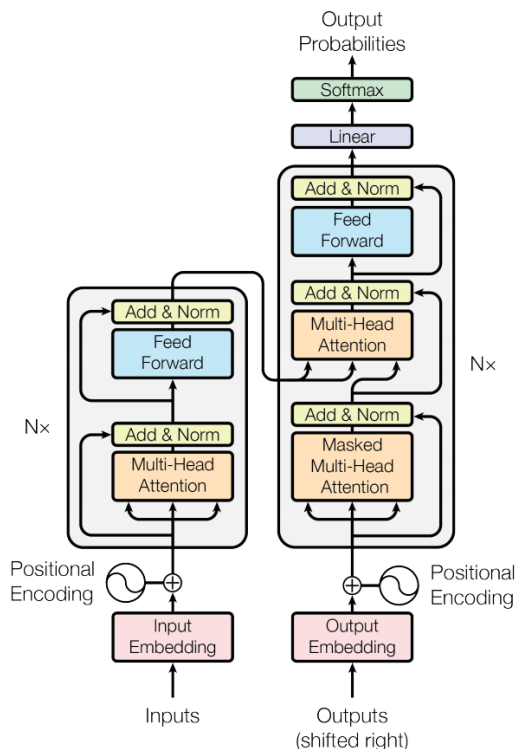 Output
Probabilities
Softmax
Linear
Add & Norm
Feed
Forward
Add & Norm
Multi-Head
Attention
Add & Norm
Masked
Multi-Head
Attention
N×
Add & Norm
Feed
Forward
Add & Norm
Multi-Head
Attention
N×
Positional
Encoding
Positional
Encoding
Input
Embedding
Output
Embedding
Inputs
Outputs
(shifted right)